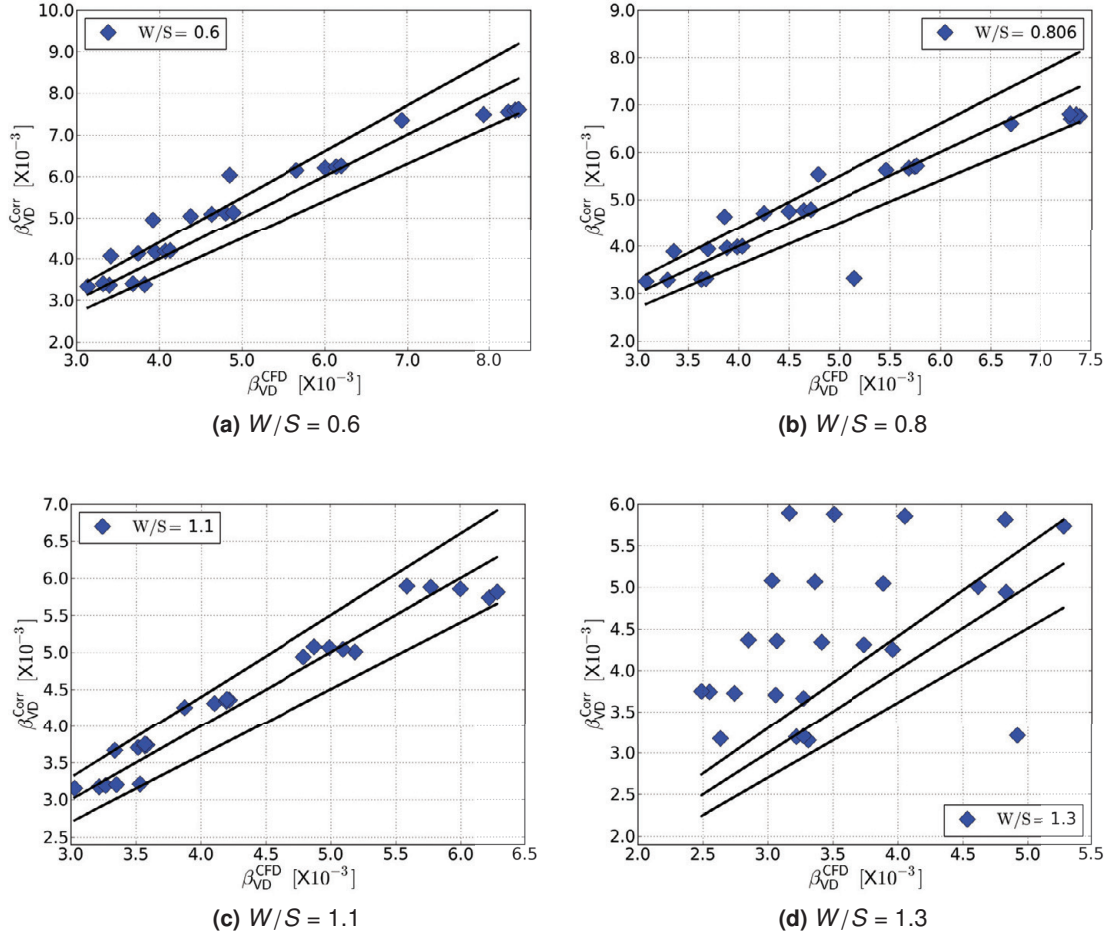 10.0
9.0
8.0
7.0
6.0
5.0
4.0
3.0
2.0
W/S = 0.6
β_VD^Corr [X10⁻³]
3.0 4.0 5.0 6.0 7.0 8.0
β_VD^CFD [X10⁻³]
(a) W/S = 0.6
9.0
8.0
7.0
6.0
5.0
4.0
3.0
2.0
W/S = 0.806
β_VD^Corr [X10⁻³]
3.0 3.5 4.0 4.5 5.0 5.5 6.0 6.5 7.0 7.5
β_VD^CFD [X10⁻³]
(b) W/S = 0.8
7.0
6.5
6.0
5.5
5.0
4.5
4.0
3.5
3.0
2.5
W/S = 1.1
β_VD^Corr [X10⁻³]
3.0 3.5 4.0 4.5 5.0 5.5 6.0 6.5
β_VD^CFD [X10⁻³]
(c) W/S = 1.1
6.0
5.5
5.0
4.5
4.0
3.5
3.0
2.5
2.0
W/S = 1.3
β_VD^Corr [X10⁻³]
2.0 2.5 3.0 3.5 4.0 4.5 5.0 5.5
β_VD^CFD [X10⁻³]
(d) W/S = 1.3